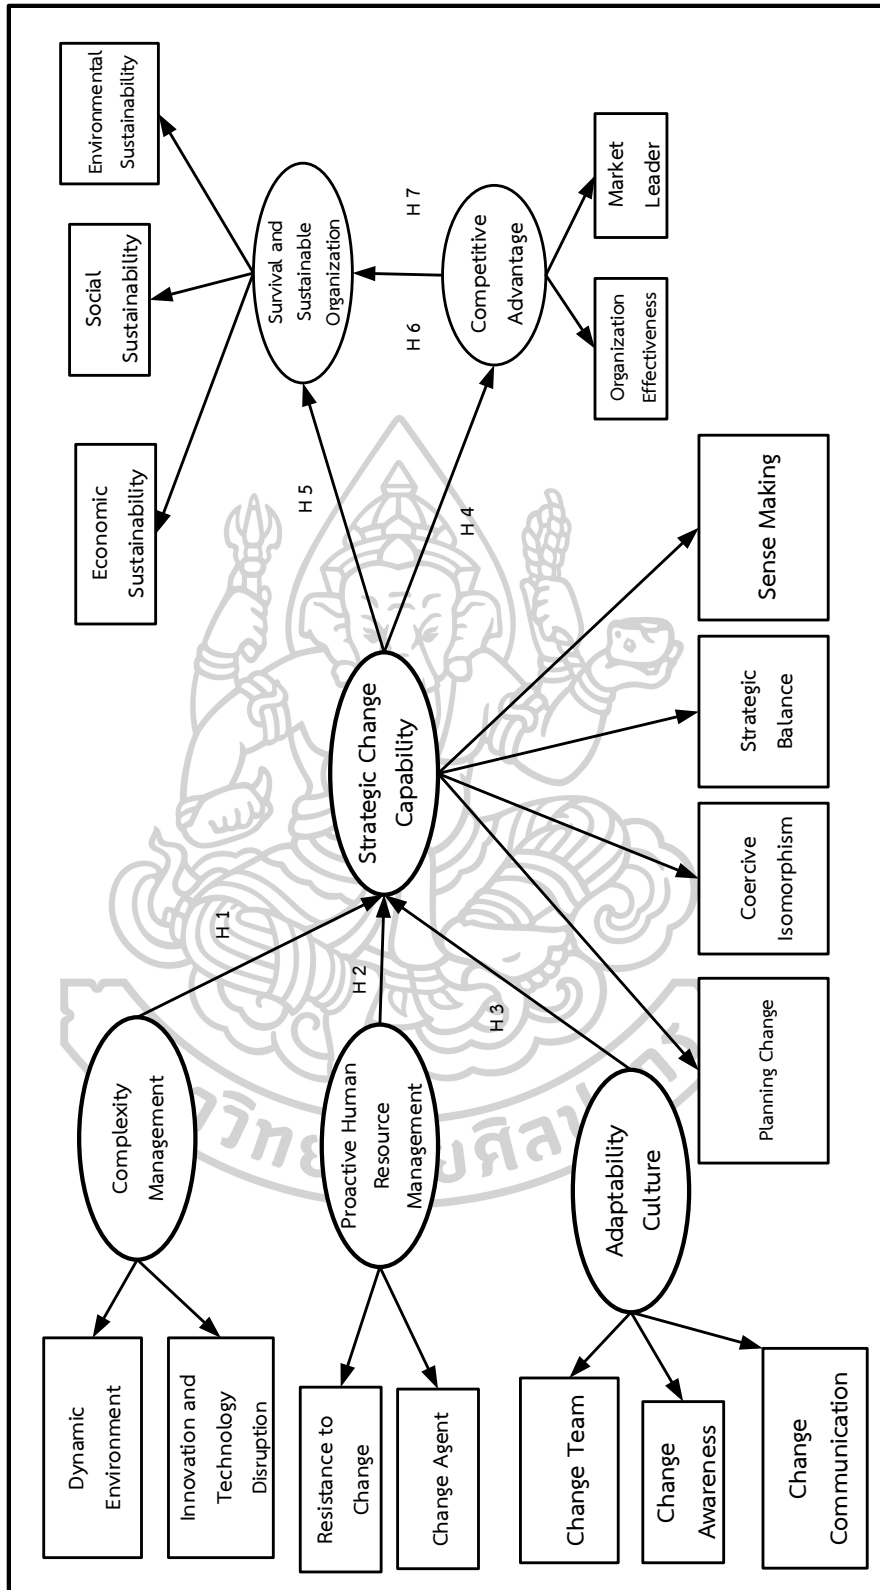 Dynamic
Environment
Innovation and
Technology
Disruption
Resistance to
Change
Change Agent
Change Team
Change
Awareness
Change
Communication
Complexity
Management
Proactive Human
Resource
Management
Adaptability
Culture
H 1
H 2
H 3
Strategic Change
Capability
Planning Change
Coercive
Isomorphism
Strategic
Balance
Sense Making
H 5
H 4
Economic
Sustainability
Social
Sustainability
Environmental
Sustainability
Survival and
Sustainable
Organization
H 6
H 7
Competitive
Advantage
Organization
Effectiveness
Market
Leader